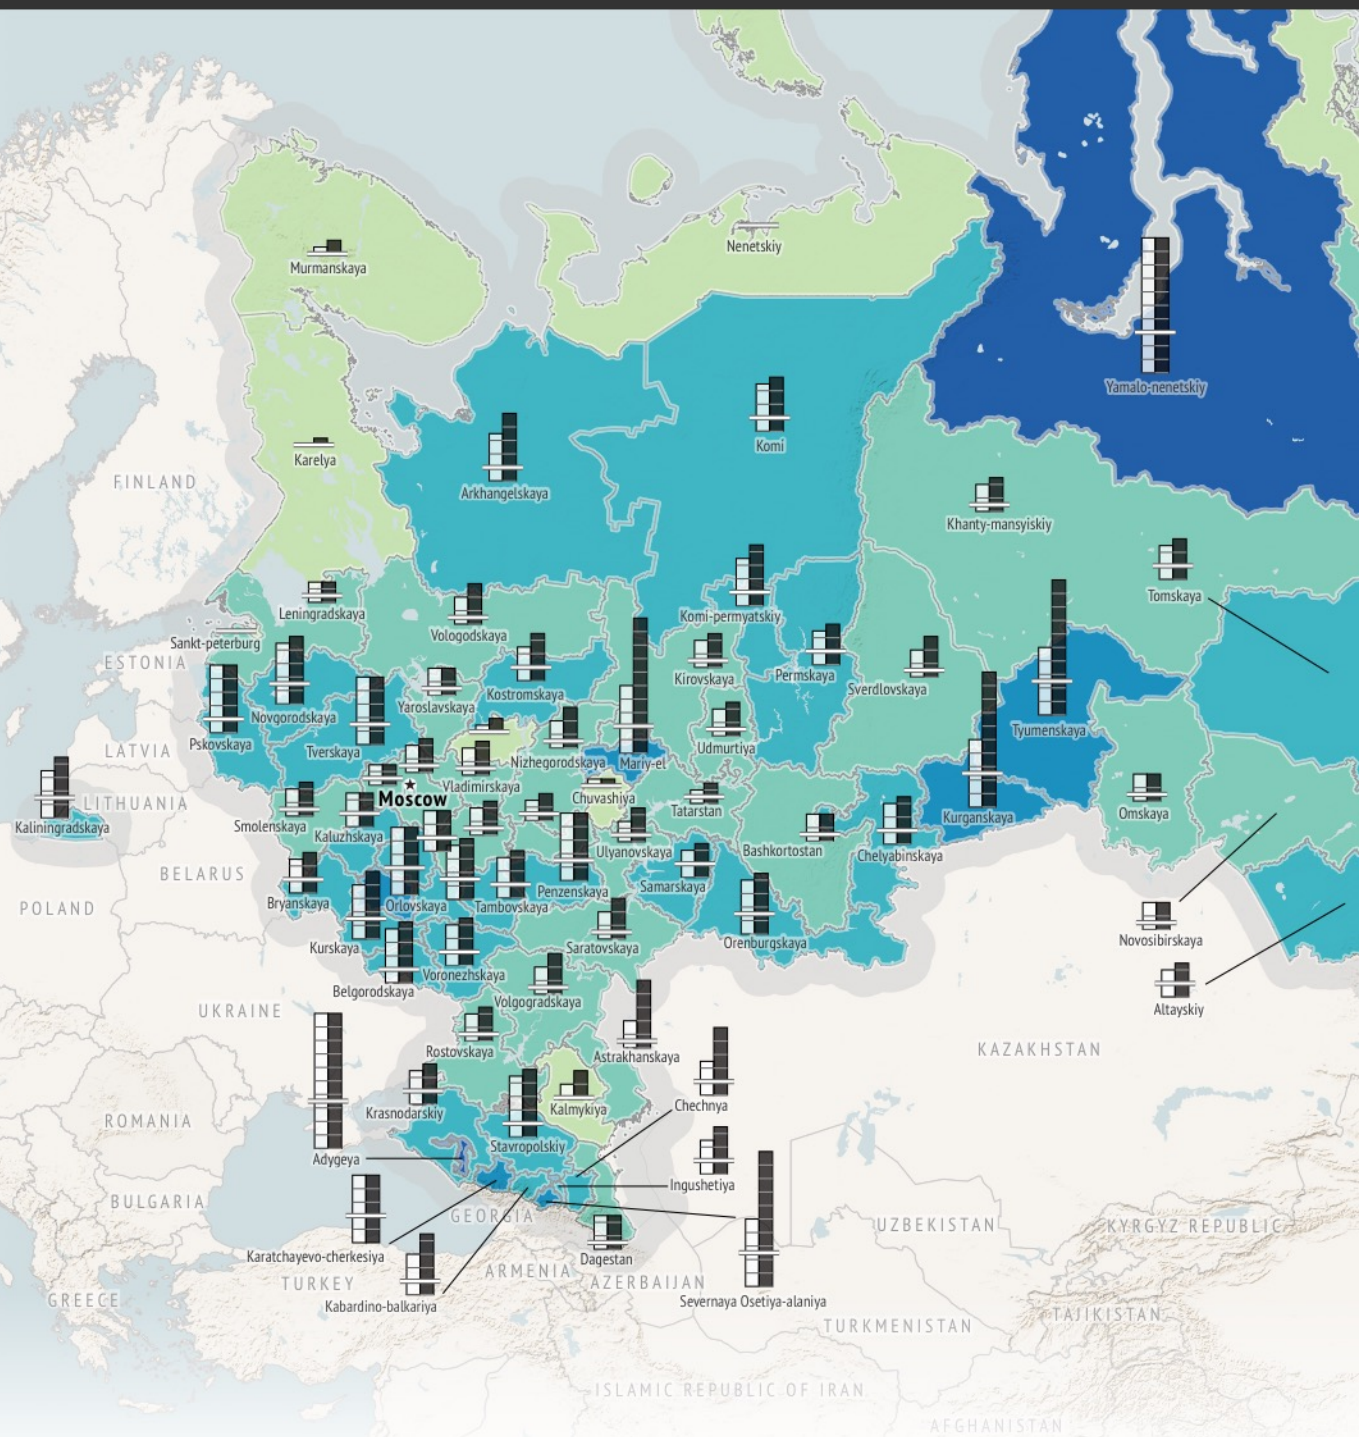 Nenetskiy
Murmanskaya
Yamalo-nenetskiy
Komi
Karelya
FINLAND
Arkhangelskaya
Khanty-mansyiskiy
Tomskaya
Leningradskaya
Komi-permyatskiy
Vologodskaya
Sankt-peterburg
ESTONIA
Kirovskaya
Permskaya
Sverdlovskaya
Kostromskaya
Yaroslavskaya
Novgorodskaya
Tyumenskaya
Pskovskaya
Tverskaya
Udmurtiya
LATVIA
Nizhegorodskaya
Mariy-el
Vladimirskaya
Moscow
Chuvashiya
LITHUANIA
Tatarstan
Omskaya
Kurganskaya
Kaliningradskaya
Smolenskaya
Kaluzhskaya
Ulyanovskaya
Bashkortostan
Chelyabinskaya
BELARUS
Samarskaya
Penzenskaya
POLAND
Bryanskaya
Orlovskaya
Tambovskaya
Kurskaya
Saratovskaya
Orenburgskaya
Novosibirskaya
Voronezhskaya
Belgorodskaya
Volgogradskaya
UKRAINE
Altayskiy
Rostovskaya
Astrakhanskaya
KAZAKHSTAN
Krasnodarskiy
Kalmykiya
Chechnya
ROMANIA
Stavropolskiy
Adygeya
Ingushetiya
BULGARIA
GEORGIA
UZBEKISTAN
KYRGYZ REPUBLIC
Karatchayevo-cherkesiya
Dagestan
ARMENIA
AZERBAIJAN
TURKEY
GREECE
Kabardino-balkariya
Severnaya Osetiya-alaniya
TURKMENISTAN
TAJIKISTAN
ISLAMIC REPUBLIC OF IRAN
AFGHANISTAN